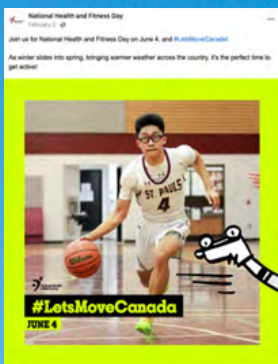 National Health and Fitness Day
February 2
Join us for National Health and Fitness Day on June 4, and #LetsMoveCanada!
As winter slides into spring, bringing warmer weather across the country, it's the perfect time to
get active!
ST. PAUL'S
4
Wilson
#LetsMoveCanada
JUNE 4